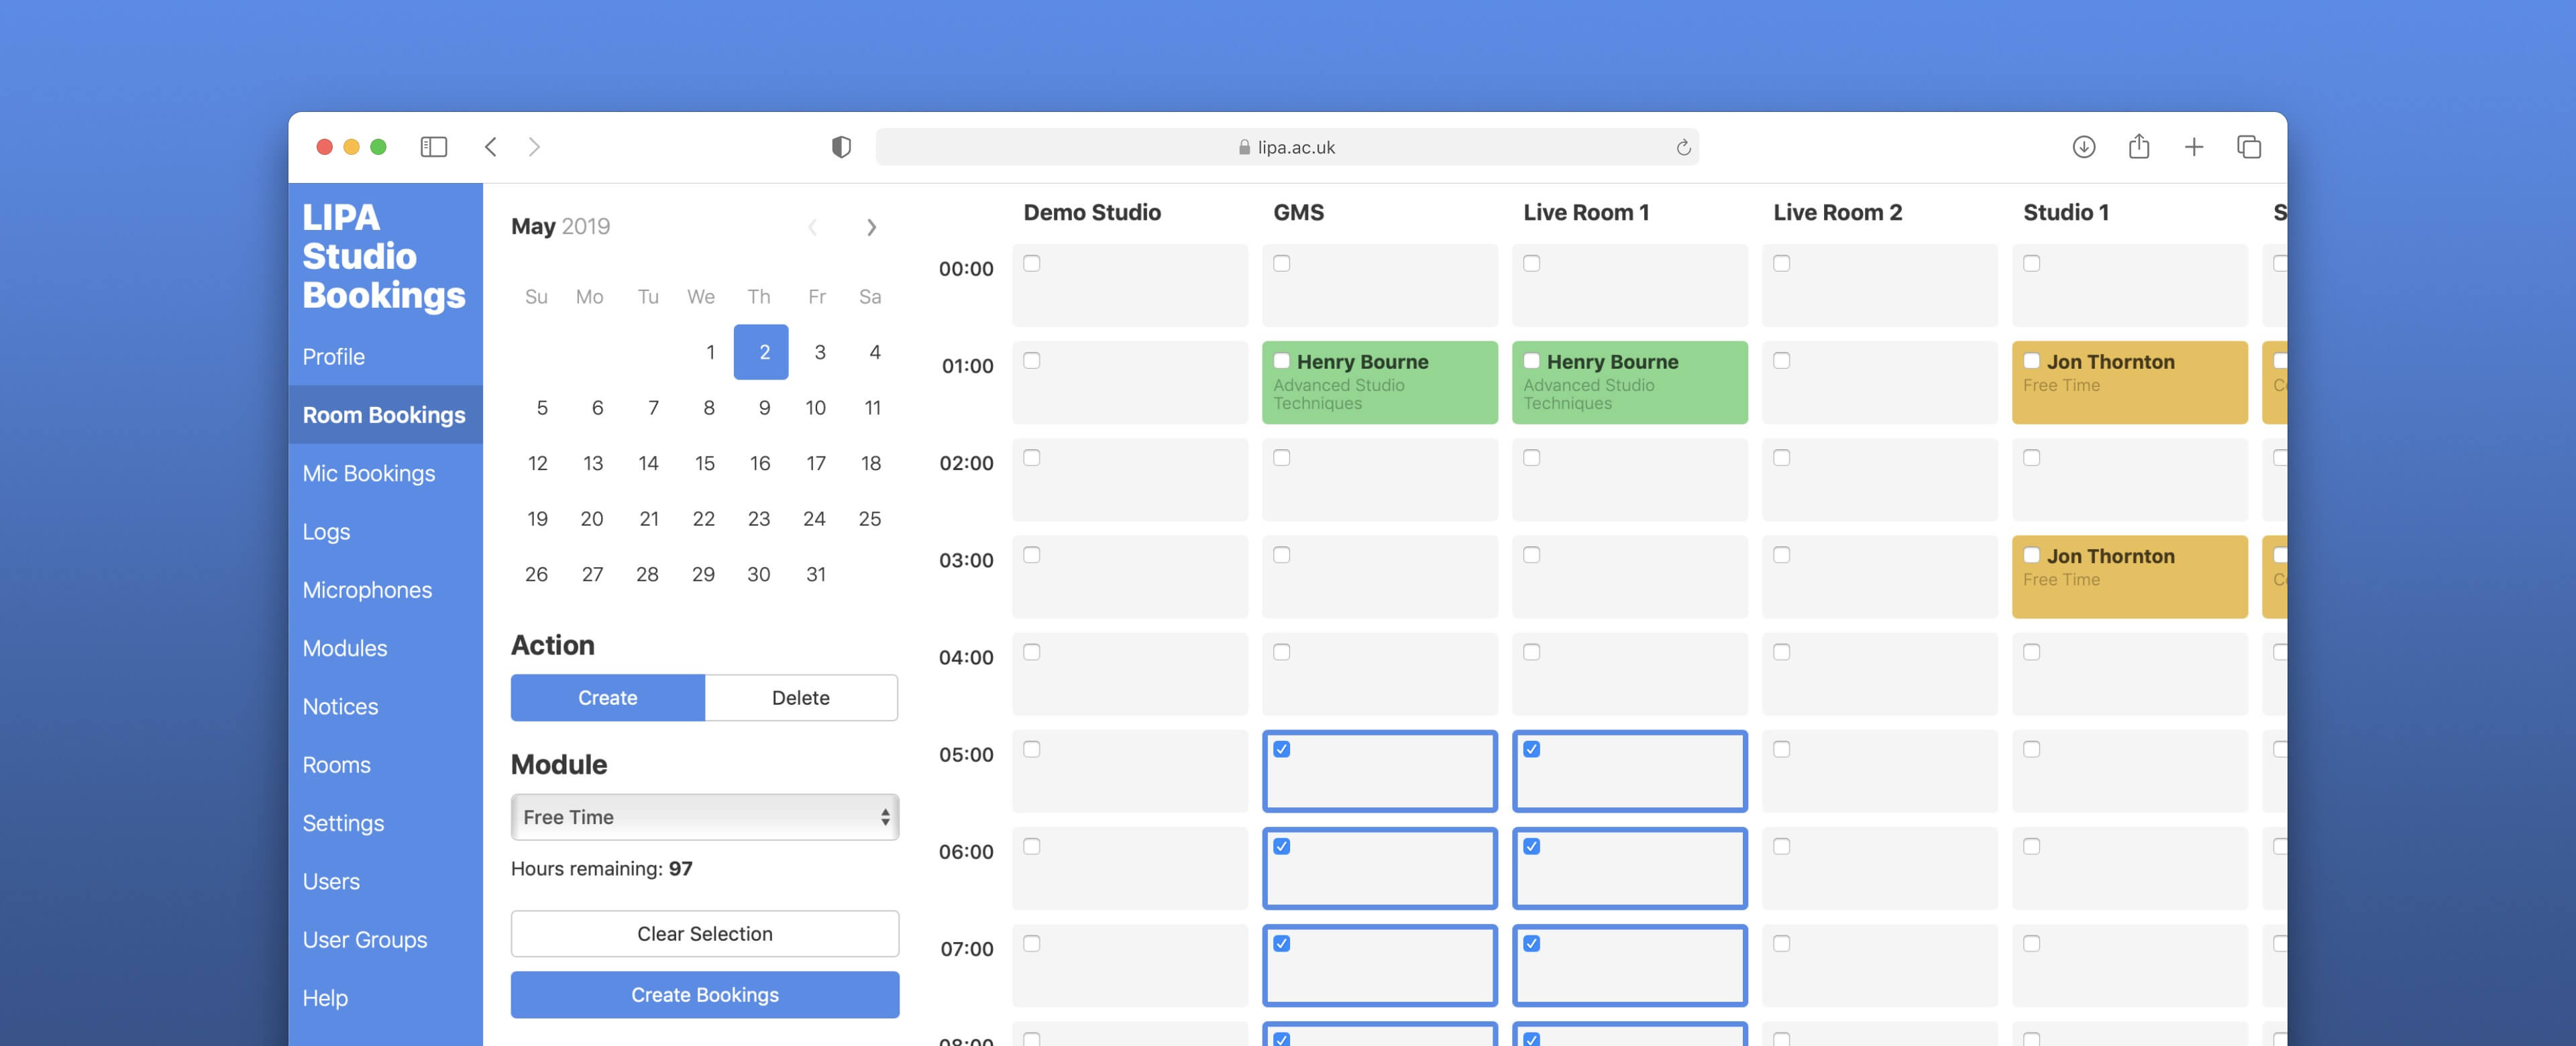 lipa.ac.uk
LIPA
Studio
Bookings
Profile
Room Bookings
Mic Bookings
Logs
Microphones
Modules
Notices
Rooms
Settings
Users
User Groups
Help
May 2019
Su Mo Tu We Th Fr Sa
1 2 3 4
5 6 7 8 9 10 11
12 13 14 15 16 17 18
19 20 21 22 23 24 25
26 27 28 29 30 31
Action
Create Delete
Module
Free Time
Hours remaining: 97
Clear Selection
Create Bookings
Demo Studio GMS Live Room 1 Live Room 2 Studio 1
00:00
01:00 Henry Bourne Henry Bourne Jon Thornton
Advanced Studio Advanced Studio Free Time
Techniques Techniques
02:00
03:00 Jon Thornton
Free Time
04:00
05:00
06:00
07:00
08:00